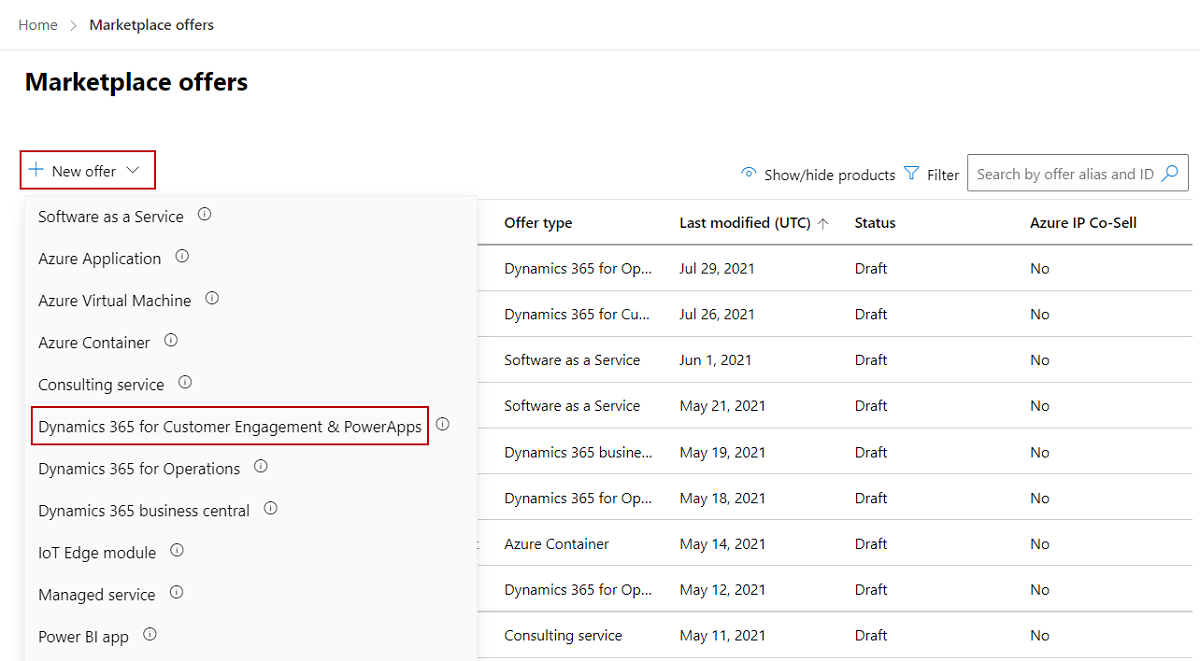 Home > Marketplace offers
Marketplace offers
+ New offer
Show/hide products Filter Search by offer alias and ID
Software as a Service
Azure Application
Azure Virtual Machine
Azure Container
Consulting service
Dynamics 365 for Customer Engagement & PowerApps
Dynamics 365 for Operations
Dynamics 365 business central
IoT Edge module
Managed service
Power BI app
Offer type Last modified (UTC) ↑ Status Azure IP Co-Sell
Dynamics 365 for Op... Jul 29, 2021 Draft No
Dynamics 365 for Cu... Jul 26, 2021 Draft No
Software as a Service Jun 1, 2021 Draft No
Software as a Service May 21, 2021 Draft No
Dynamics 365 busine... May 19, 2021 Draft No
Dynamics 365 for Op... May 18, 2021 Draft No
Azure Container May 14, 2021 Draft No
Dynamics 365 for Op... May 12, 2021 Draft No
Consulting service May 11, 2021 Draft No